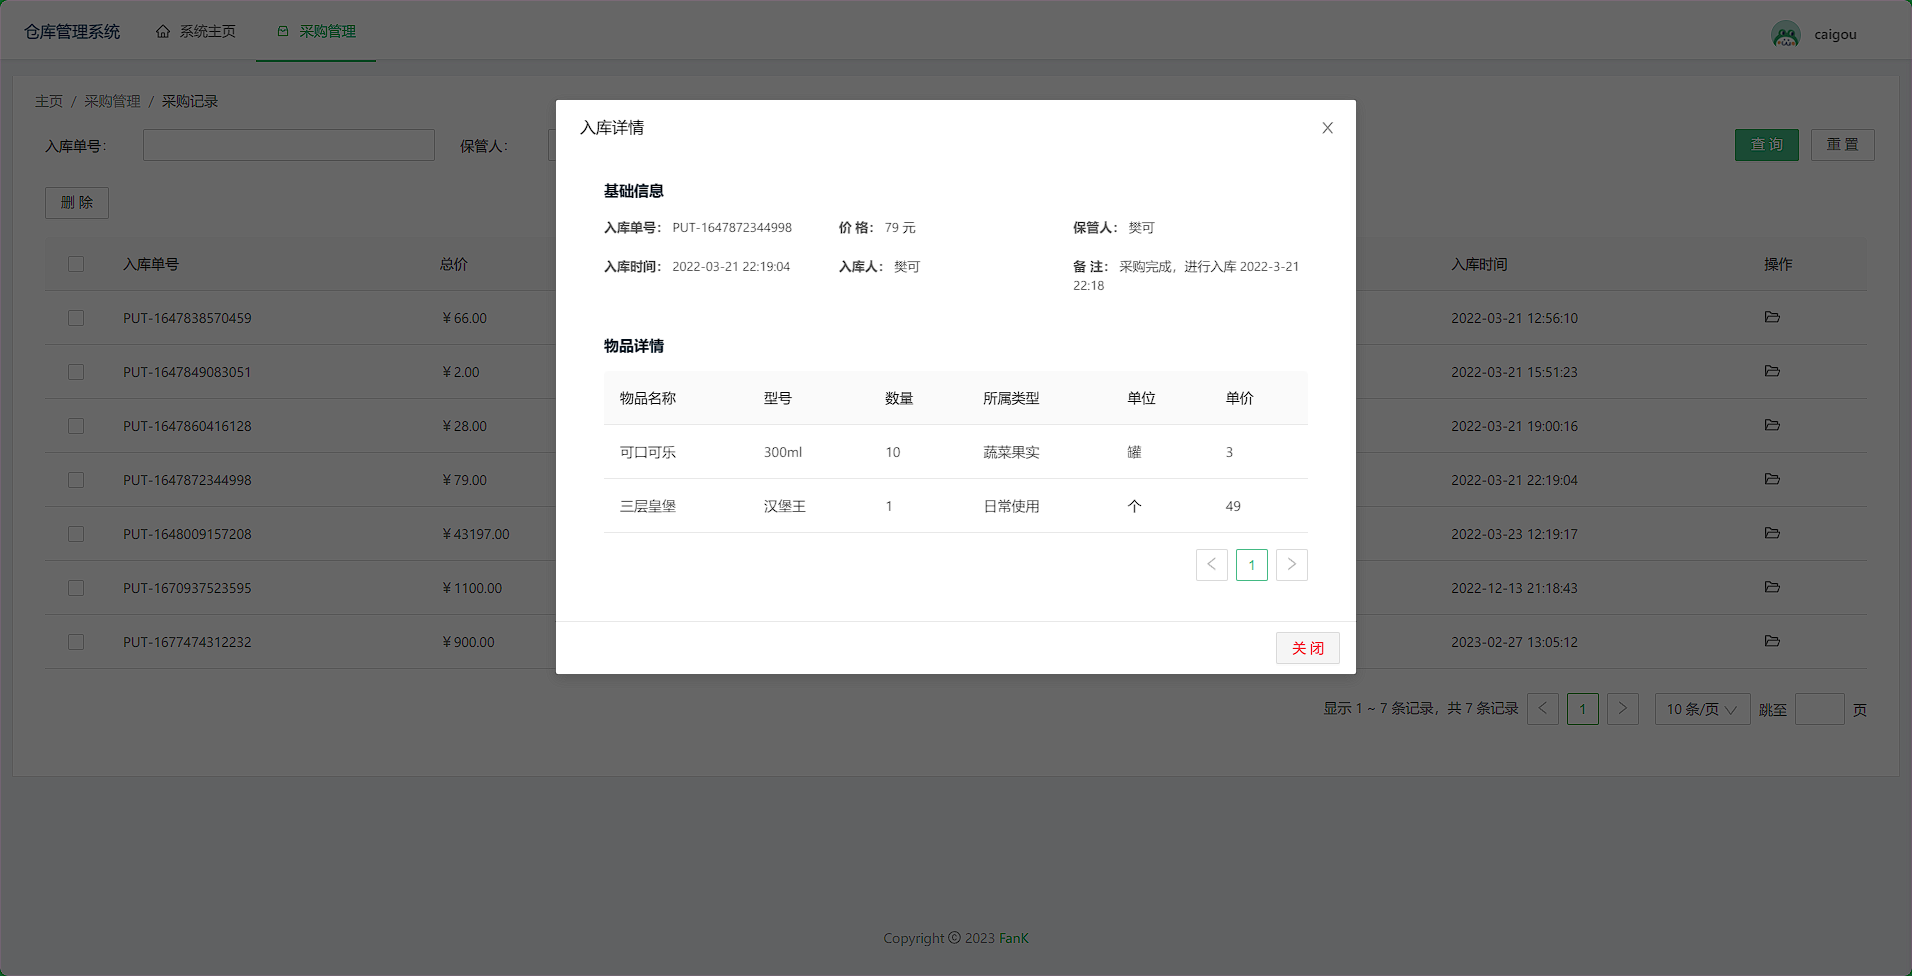 仓库管理系统 系统主页 采购管理 caigou
主页 / 采购管理 / 采购记录
入库单号： 保管人： 查 询 重 置
删 除
入库单号 总价 入库时间 操作
PUT-1647838570459 ¥ 66.00 2022-03-21 12:56:10
PUT-1647849083051 ¥ 2.00 2022-03-21 15:51:23
PUT-1647860416128 ¥ 28.00 2022-03-21 19:00:16
PUT-1647872344998 ¥ 79.00 2022-03-21 22:19:04
PUT-1648009157208 ¥ 43197.00 2022-03-23 12:19:17
PUT-1670937523595 ¥ 1100.00 2022-12-13 21:18:43
PUT-1677474312232 ¥ 900.00 2023-02-27 13:05:12
显示 1 ~ 7 条记录，共 7 条记录 < 1 > 10 条/页 跳至 页
入库详情
基础信息
入库单号： PUT-1647872344998 价 格： 79 元 保管人： 樊可
入库时间： 2022-03-21 22:19:04 入库人： 樊可 备 注： 采购完成，进行入库 2022-3-21
22:18
物品详情
物品名称 型号 数量 所属类型 单位 单价
可口可乐 300ml 10 蔬菜果实 罐 3
三层皇堡 汉堡王 1 日常使用 个 49
< 1 >
关 闭
Copyright © 2023 FanK